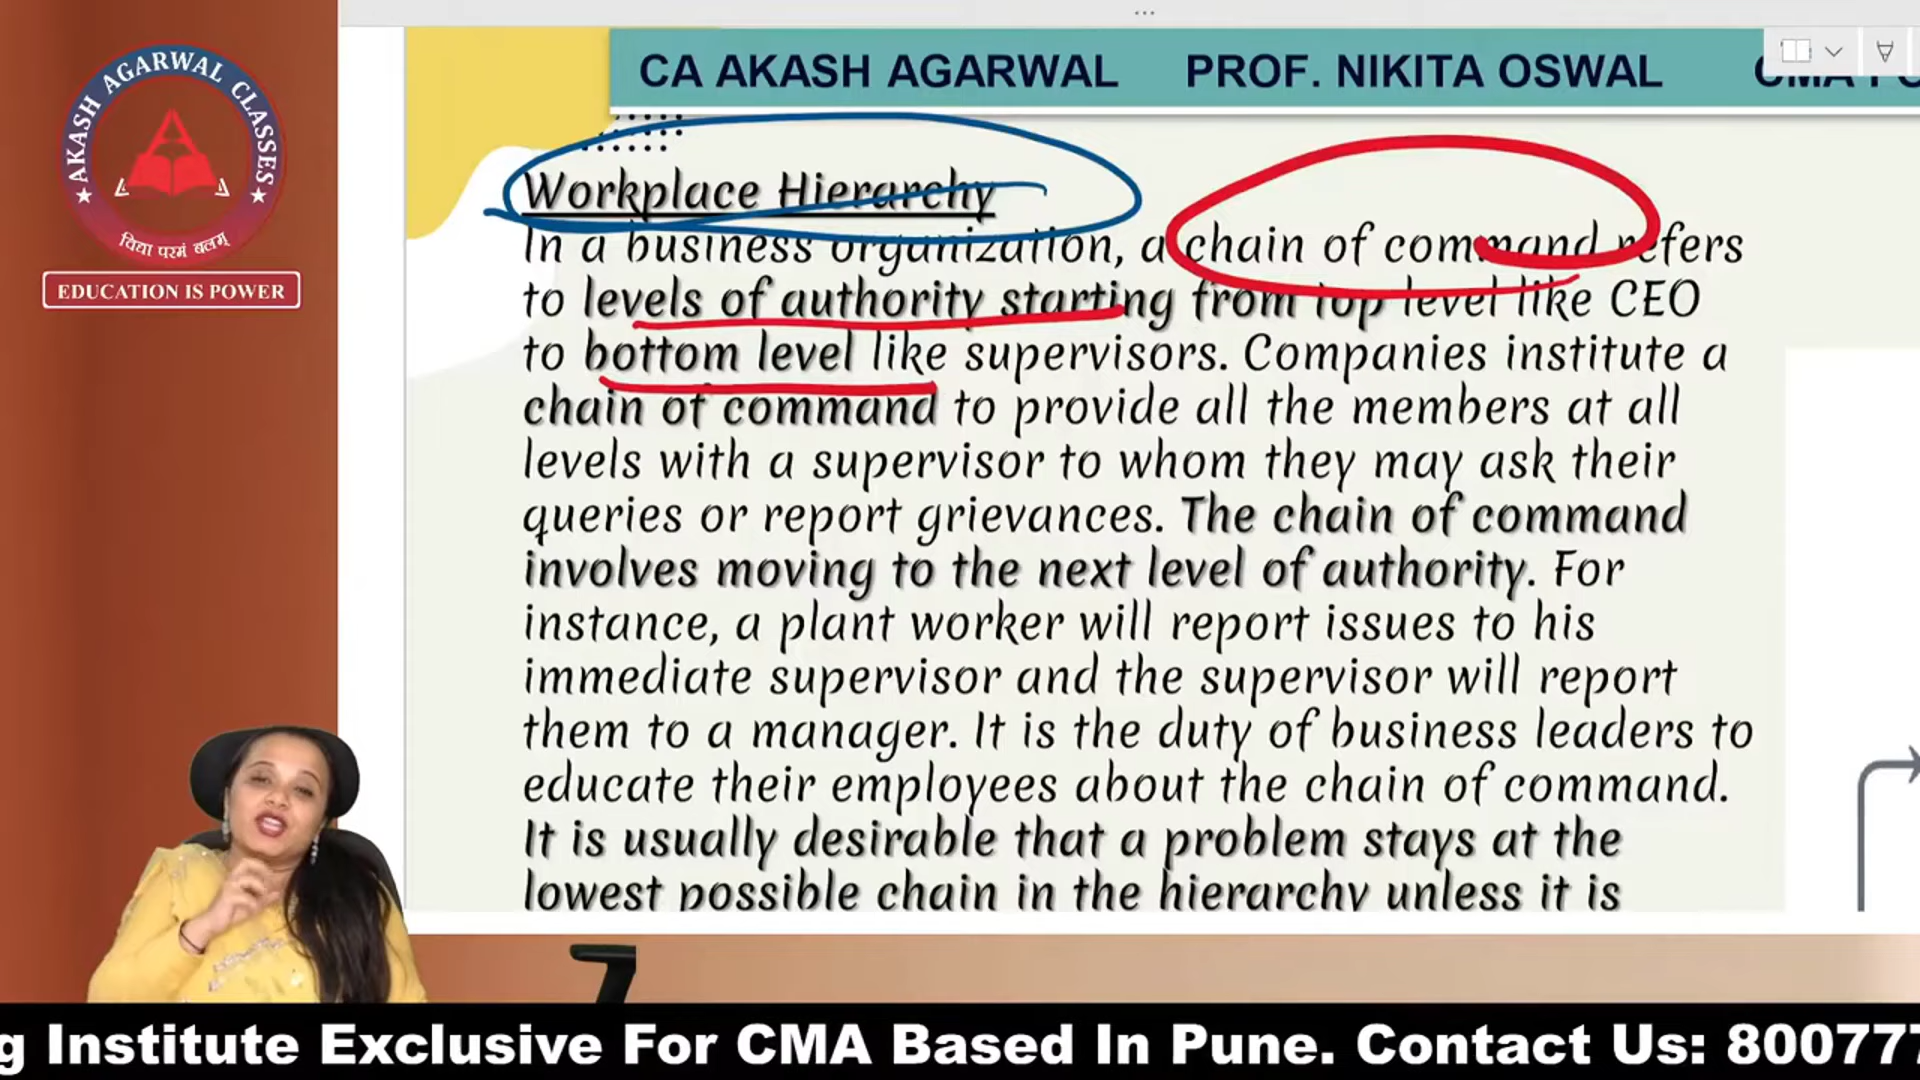 AKASH AGARWAL CLASSES
विद्या परमं बलम्
EDUCATION IS POWER
CA AKASH AGARWAL PROF. NIKITA OSWAL
Workplace Hierarchy
In a business organization, a chain of command refers
to levels of authority starting from top level like CEO
to bottom level like supervisors. Companies institute a
chain of command to provide all the members at all
levels with a supervisor to whom they may ask their
queries or report grievances. The chain of command
involves moving to the next level of authority. For
instance, a plant worker will report issues to his
immediate supervisor and the supervisor will report
them to a manager. It is the duty of business leaders to
educate their employees about the chain of command.
It is usually desirable that a problem stays at the
lowest possible chain in the hierarchy unless it is
g Institute Exclusive For CMA Based In Pune. Contact Us: 800777